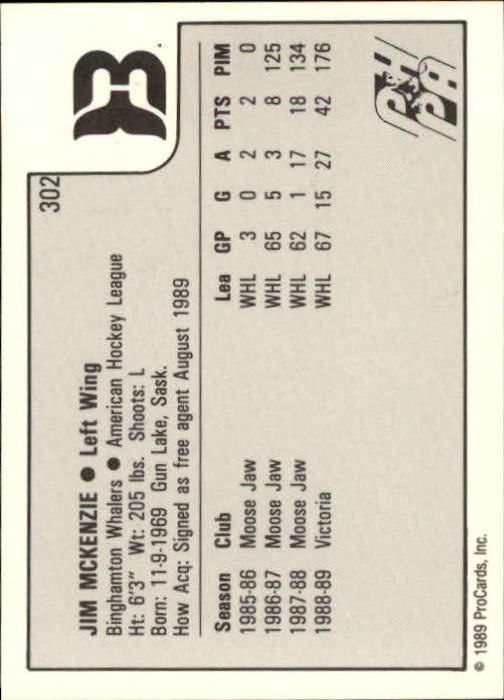 302
JIM MCKENZIE ● Left Wing
Binghamton Whalers ● American Hockey League
Ht: 6'3" Wt: 205 lbs. Shoots: L
Born: 11-9-1969 Gun Lake, Sask.
How Acq: Signed as free agent August 1989
Season Club Lea GP G A PTS PIM
1985-86 Moose Jaw WHL 3 0 2 2 0
1986-87 Moose Jaw WHL 65 5 3 8 125
1987-88 Moose Jaw WHL 62 1 17 18 134
1988-89 Victoria WHL 67 15 27 42 176
© 1989 ProCards, Inc.